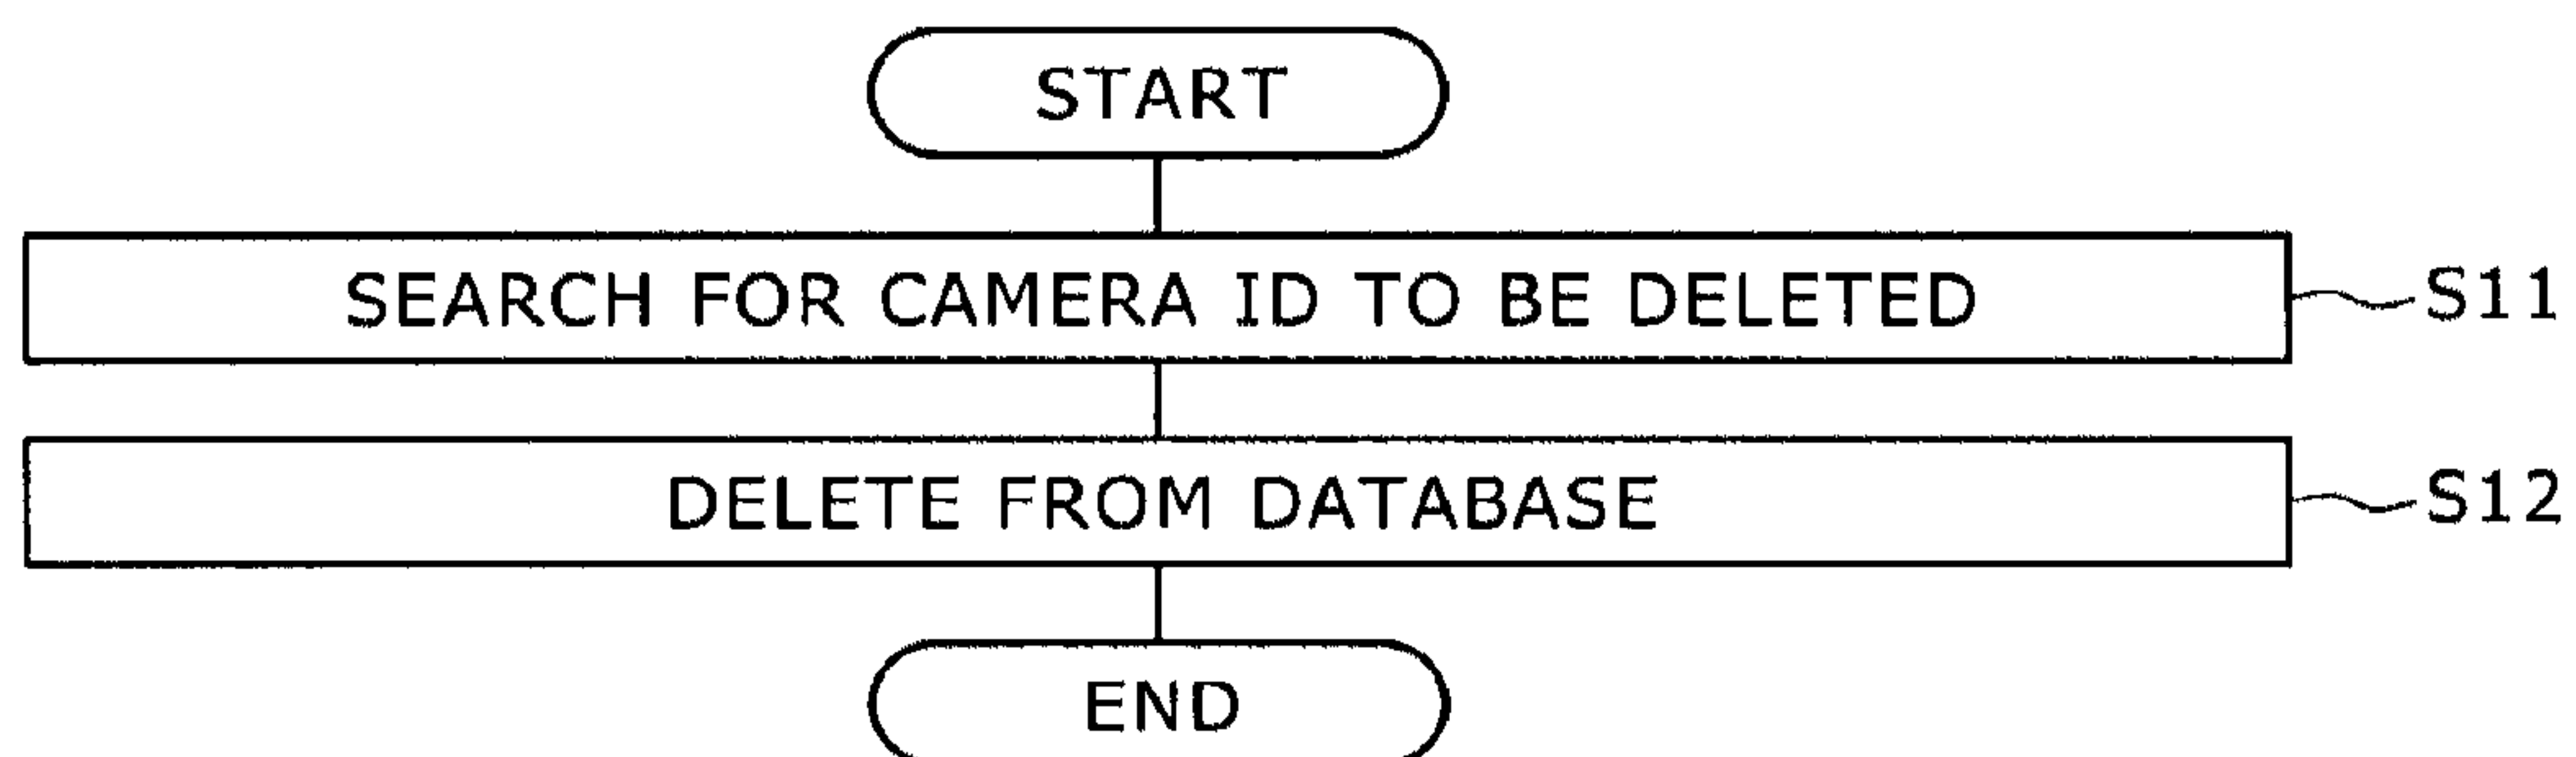 START
SEARCH FOR CAMERA ID TO BE DELETED
S11
DELETE FROM DATABASE
S12
END